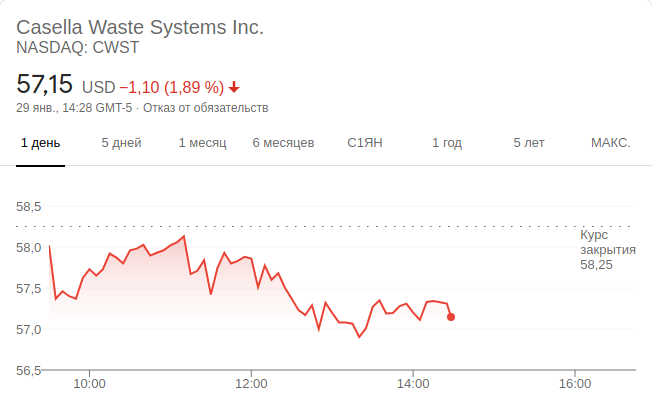 Casella Waste Systems Inc.
NASDAQ: CWST
57,15 USD −1,10 (1,89 %)
29 янв., 14:28 GMT-5 · Отказ от обязательств
1 день 5 дней 1 месяц 6 месяцев С1ЯН 1 год 5 лет МАКС.
58,5
Курс
закрытия
58,25
58,0
57,5
57,0
56,5
10:00 12:00 14:00 16:00